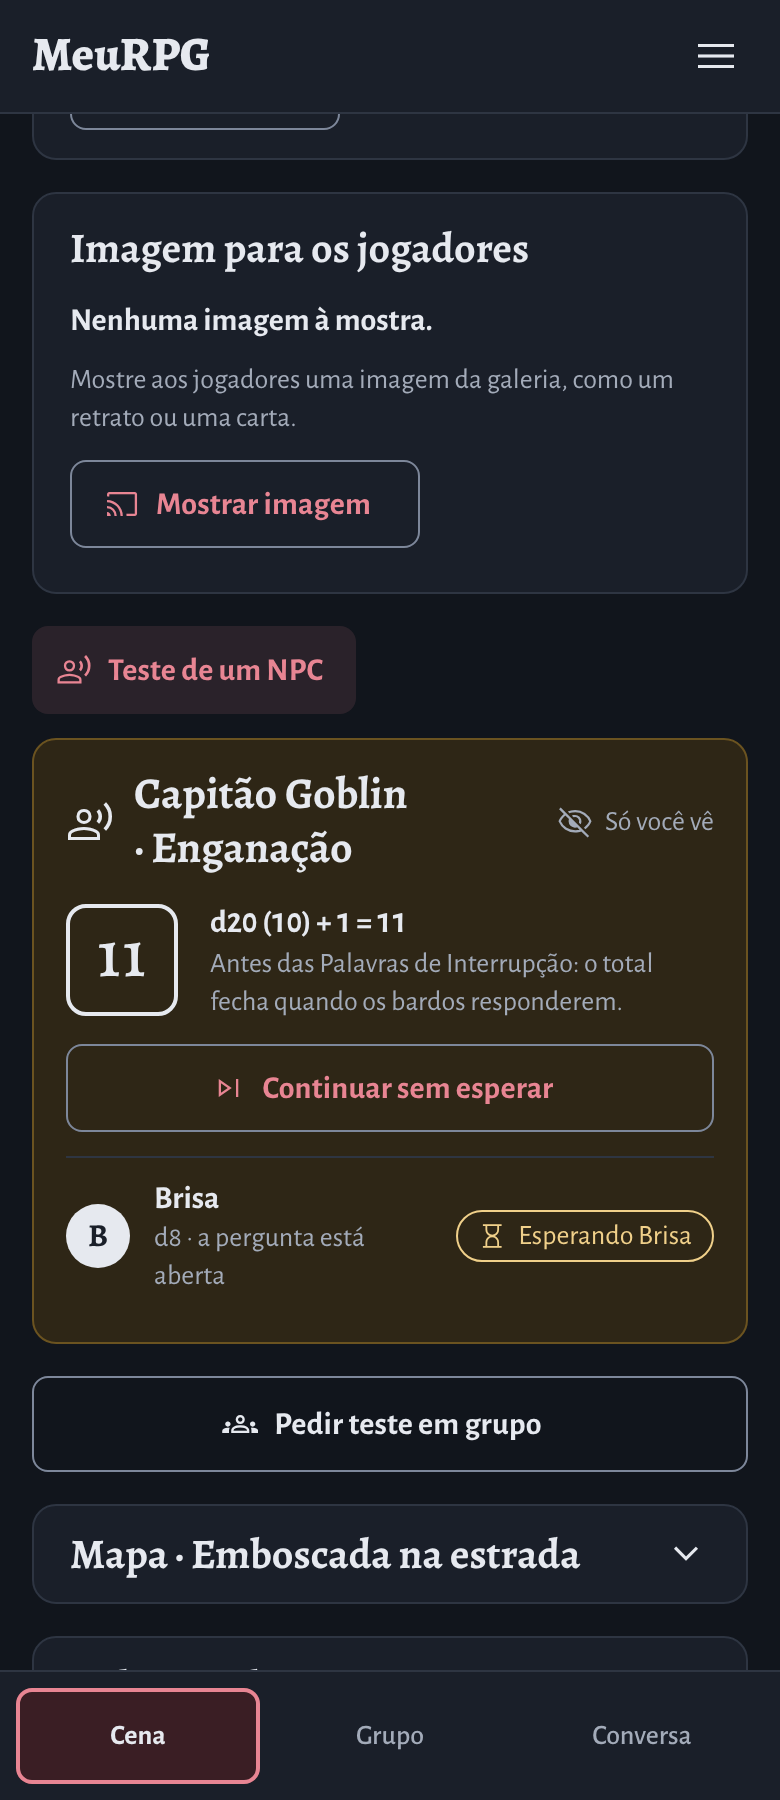 MeuRPG
Imagem para os jogadores
Nenhuma imagem à mostra.
Mostre aos jogadores uma imagem da galeria, como um
retrato ou uma carta.
Mostrar imagem
Teste de um NPC
Capitão Goblin
· Enganação
Só você vê
11
d20 (10) + 1 = 11
Antes das Palavras de Interrupção: o total
fecha quando os bardos responderem.
Continuar sem esperar
B
Brisa
d8 · a pergunta está
aberta
Esperando Brisa
Pedir teste em grupo
Mapa · Emboscada na estrada
Cena
Grupo
Conversa